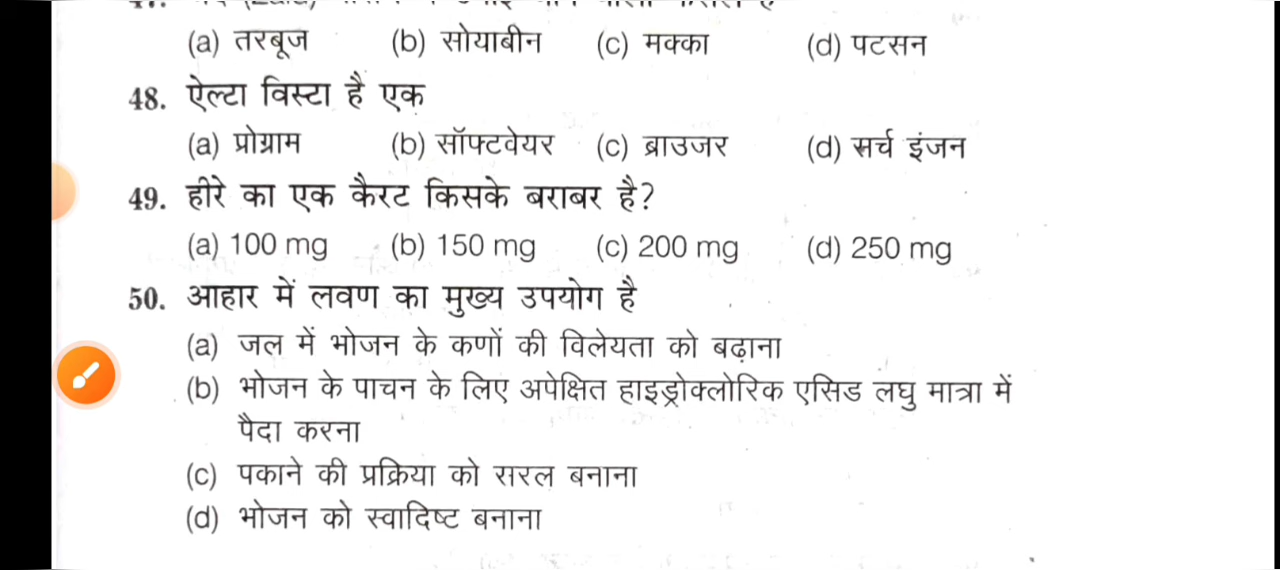 (a) तरबूज (b) सोयाबीन (c) मक्का (d) पटसन
48. ऐल्टा विस्टा है एक
(a) प्रोग्राम (b) सॉफ्टवेयर (c) ब्राउजर (d) सर्च इंजन
49. हीरे का एक कैरट किसके बराबर है?
(a) 100 mg (b) 150 mg (c) 200 mg (d) 250 mg
50. आहार में लवण का मुख्य उपयोग है
(a) जल में भोजन के कणों की विलेयता को बढ़ाना
(b) भोजन के पाचन के लिए अपेक्षित हाइड्रोक्लोरिक एसिड लघु मात्रा में
पैदा करना
(c) पकाने की प्रक्रिया को सरल बनाना
(d) भोजन को स्वादिष्ट बनाना